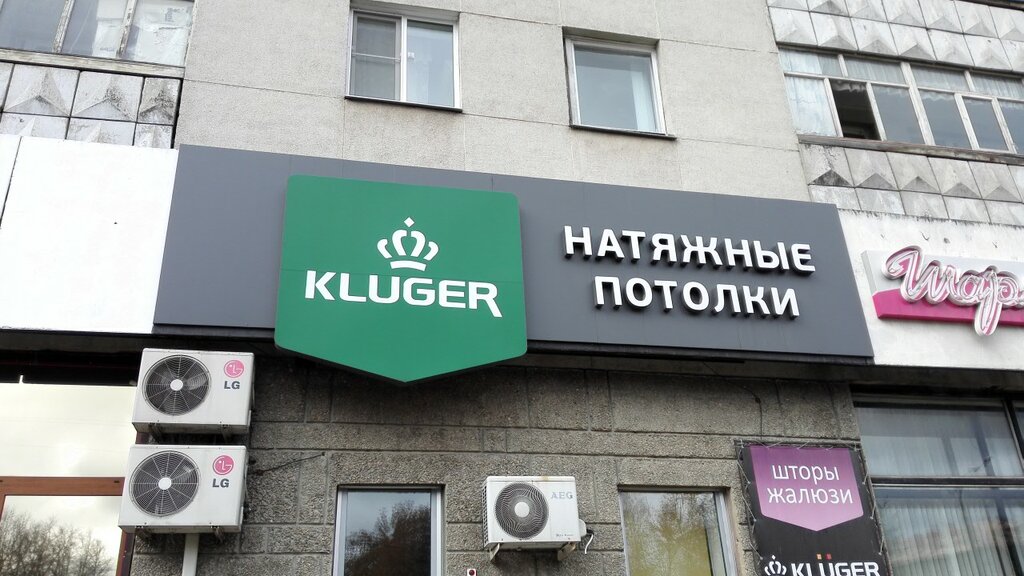 KLUGER
НАТЯЖНЫЕ
ПОТОЛКИ
LG
LG
AEG
ШТОРЫ
ЖАЛЮЗИ
KLUGER